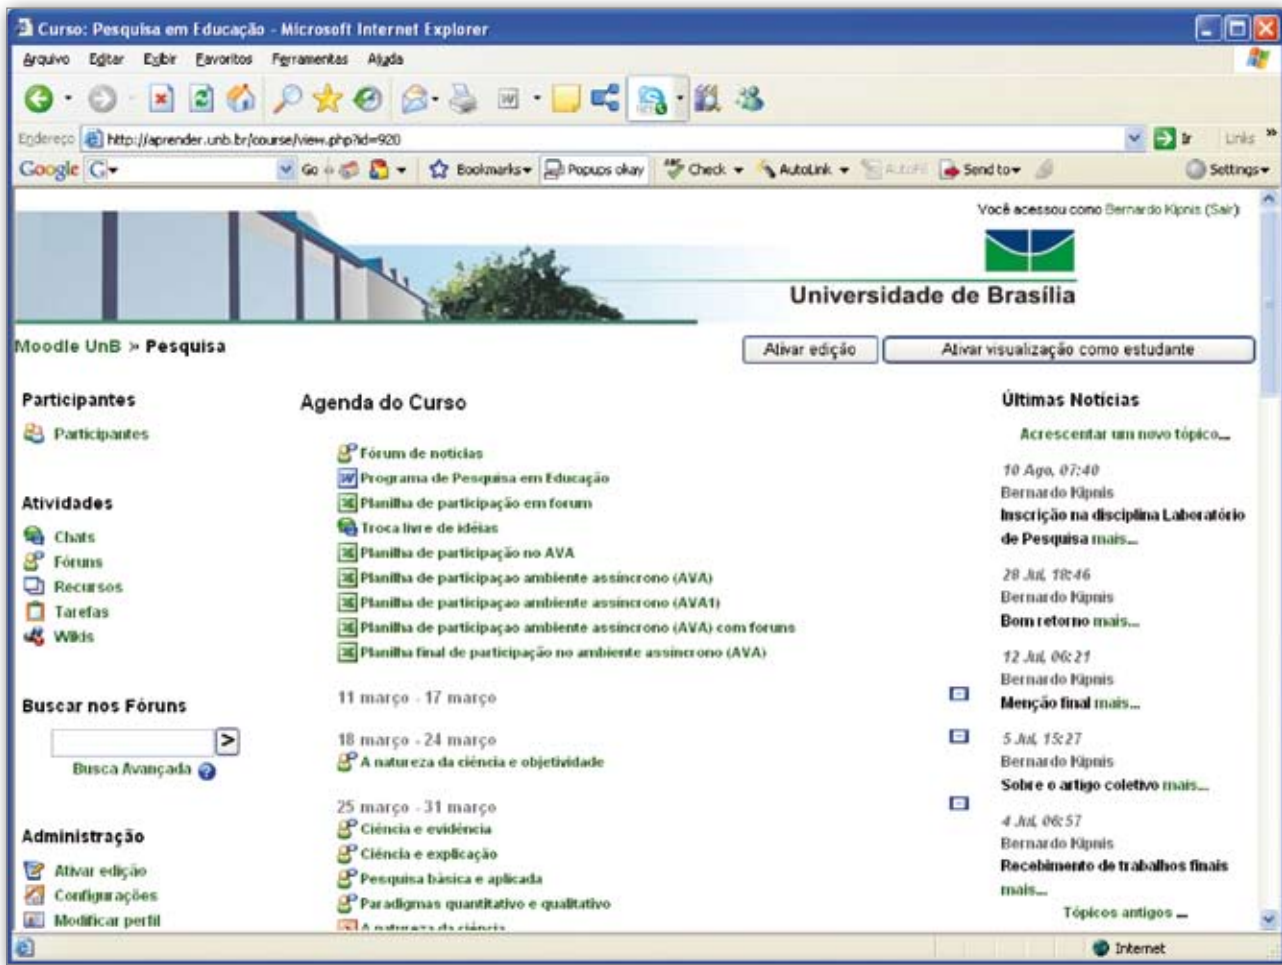 Curso: Pesquisa em Educação - Microsoft Internet Explorer
Arquivo Editar Exibir Favoritos Ferramentas Ajuda
Endereço http://aprender.unb.br/course/view.php?id=920 Ir Links »
Google G Go Bookmarks Popups okay Check AutoLink AutoFill Send to Settings
Você acessou como Bernardo Kipnis (Sair)
Universidade de Brasília
Moodle UnB » Pesquisa
Ativar edição
Ativar visualização como estudante
Participantes
Participantes
Atividades
Chats
Fóruns
Recursos
Tarefas
Wikis
Buscar nos Fóruns
>
Busca Avançada ?
Administração
Ativar edição
Configurações
Modificar perfil
Agenda do Curso
Fórum de notícias
Programa de Pesquisa em Educação
Planilha de participação em forum
Troca livre de idéias
Planilha de participação no AVA
Planilha de participaçao ambiente assíncrono (AVA)
Planilha de participaçao ambiente assíncrono (AVA1)
Planilha de participaçao ambiente assíncrono (AVA) com foruns
Planilha final de participação no ambiente assíncrono (AVA)
11 março - 17 março
18 março - 24 março
A natureza da ciência e objetividade
25 março - 31 março
Ciência e evidência
Ciência e explicação
Pesquisa básica e aplicada
Paradigmas quantitativo e qualitativo
A natureza da ciência
Últimas Notícias
Acrescentar um novo tópico...
10 Ago, 07:40
Bernardo Kipnis
Inscrição na disciplina Laboratório
de Pesquisa mais...
28 Jul, 18:46
Bernardo Kipnis
Bom retorno mais...
12 Jul, 06:21
Bernardo Kipnis
Menção final mais...
5 Jul, 15:27
Bernardo Kipnis
Sobre o artigo coletivo mais...
4 Jul, 06:57
Bernardo Kipnis
Recebimento de trabalhos finais
mais...
Tópicos antigos ...
Internet